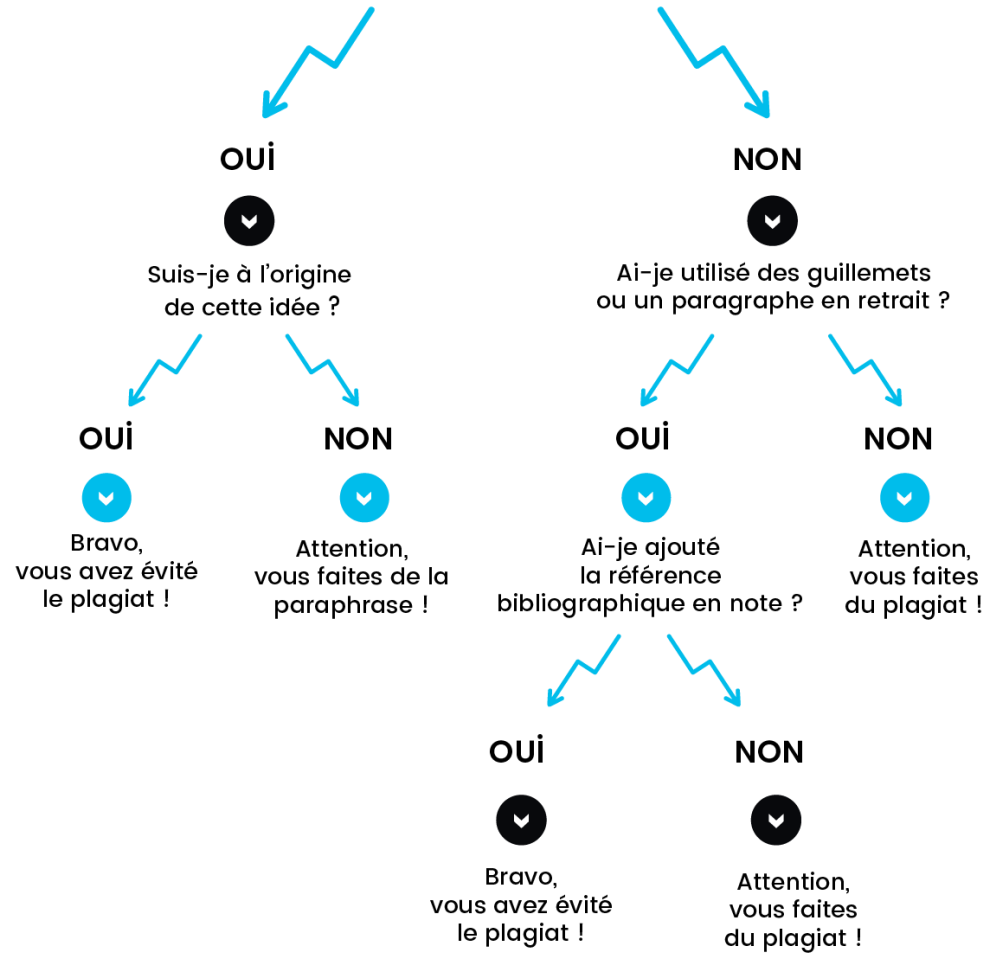 OUI
NON
Suis-je à l'origine
de cette idée ?
Ai-je utilisé des guillemets
ou un paragraphe en retrait ?
OUI
NON
OUI
NON
Bravo,
vous avez évité
le plagiat !
Attention,
vous faites de la
paraphrase !
Ai-je ajouté
la référence
bibliographique en note ?
Attention,
vous faites
du plagiat !
OUI
NON
Bravo,
vous avez évité
le plagiat !
Attention,
vous faites
du plagiat !